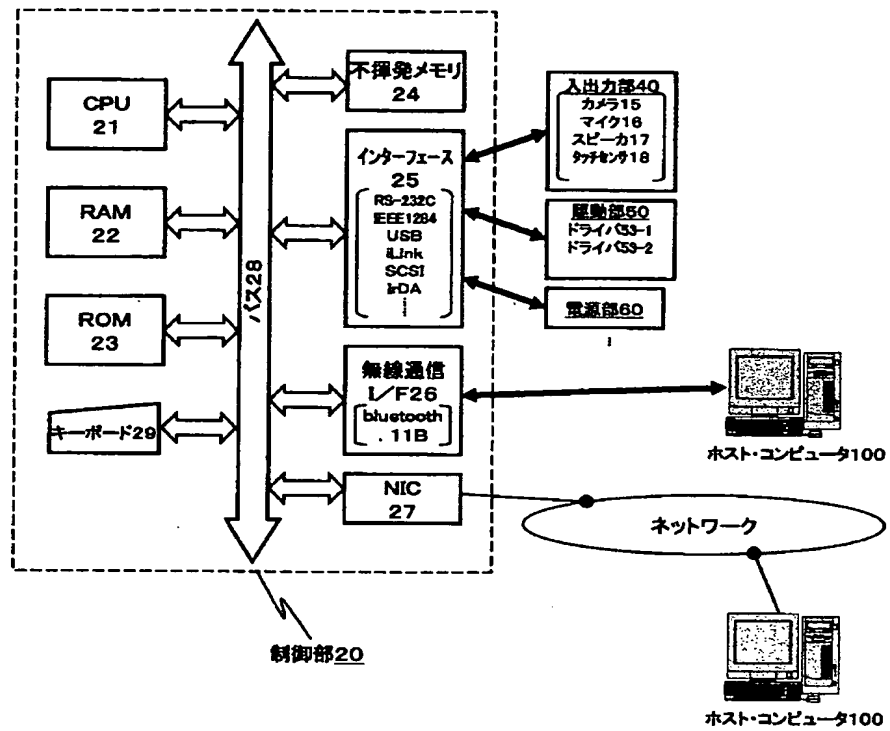 CPU
21
RAM
22
ROM
23
キーボード29
バス28
不揮発メモリ
24
インターフェース
25
RS-232C
IEEE1284
USB
iLink
SCSI
IrDA
無線通信
I/F26
bluetooth
.11B
NIC
27
入出力部40
カメラ15
マイク16
スピーカ17
タッチセンサ18
駆動部50
ドライバ53-1
ドライバ53-2
電源部60
ホスト・コンピュータ100
ネットワーク
ホスト・コンピュータ100
制御部20